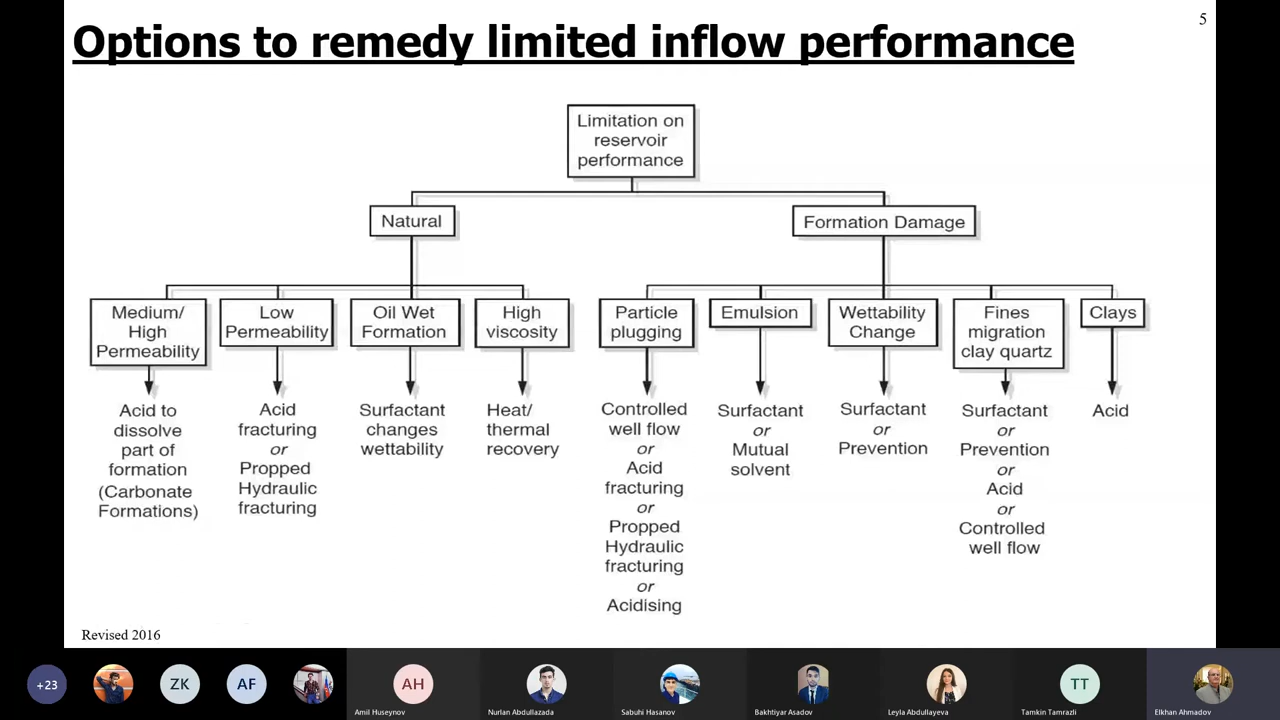 5
Options to remedy limited inflow performance
Limitation on
reservoir
performance
Natural
Formation Damage
Medium/
High
Permeability
Low
Permeability
Oil Wet
Formation
High
viscosity
Particle
plugging
Emulsion
Wettability
Change
Fines
migration
clay quartz
Clays
Acid to
dissolve
part of
formation
(Carbonate
Formations)
Acid
fracturing
or
Propped
Hydraulic
fracturing
Surfactant
changes
wettability
Heat/
thermal
recovery
Controlled
well flow
or
Acid
fracturing
or
Propped
Hydraulic
fracturing
or
Acidising
Surfactant
or
Mutual
solvent
Surfactant
or
Prevention
Surfactant
or
Prevention
or
Acid
or
Controlled
well flow
Acid
Revised 2016
+23
ZK
AF
AH
Amil Huseynov
Nurlan Abdullazada
Sabuhi Hasanov
Bakhtiyar Asadov
Leyla Abdullayeva
TT
Tamkin Tamrazli
Elkhan Ahmadov